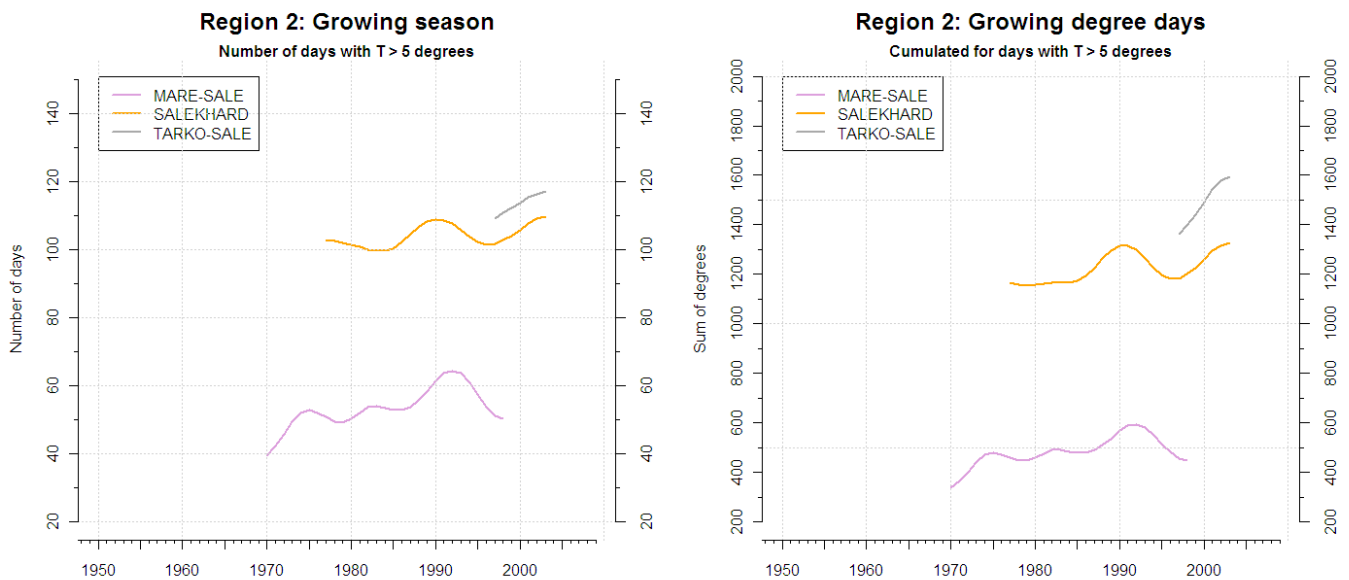 Region 2: Growing season
Number of days with T > 5 degrees
MARE-SALE
SALEKHARD
TARKO-SALE
Number of days
140
120
100
80
60
40
20
140
120
100
80
60
40
20
1950 1960 1970 1980 1990 2000
Region 2: Growing degree days
Cumulated for days with T > 5 degrees
MARE-SALE
SALEKHARD
TARKO-SALE
Sum of degrees
2000
1800
1600
1400
1200
1000
800
600
400
200
2000
1800
1600
1400
1200
1000
800
600
400
200
1950 1960 1970 1980 1990 2000